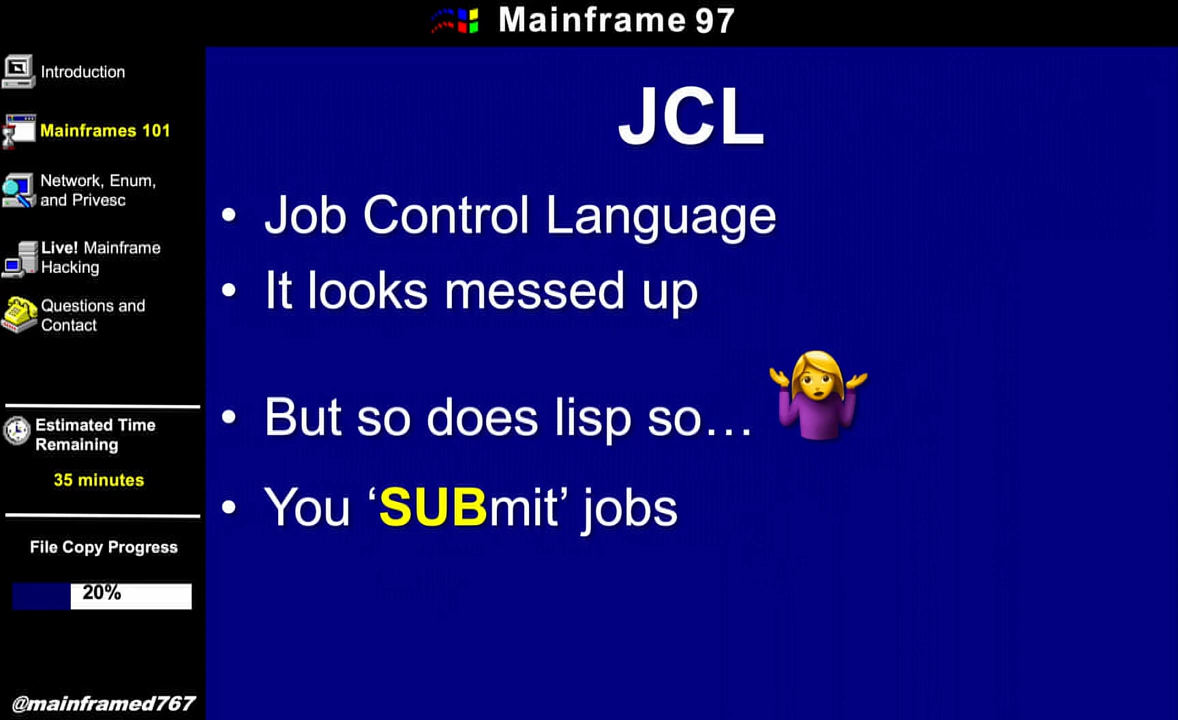 Mainframe 97
Introduction
Mainframes 101
Network, Enum,
and Privesc
Live! Mainframe
Hacking
Questions and
Contact
Estimated Time
Remaining
35 minutes
File Copy Progress
20%
@mainframed767
JCL
• Job Control Language
• It looks messed up
• But so does lisp so…
• You ‘SUBmit’ jobs